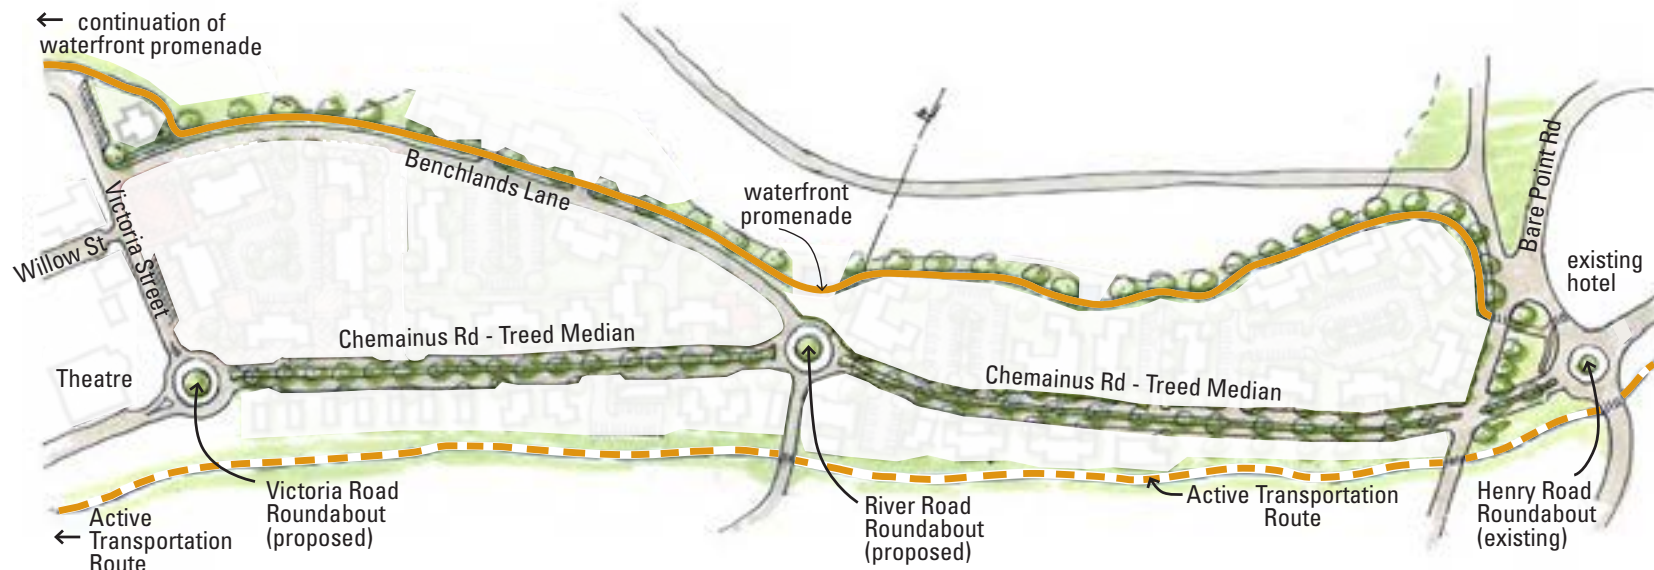 ← continuation of
waterfront promenade
Benchlands Lane
waterfront
promenade
Bare Point Rd
Victoria Street
Willow St
existing
hotel
Chemainus Rd - Treed Median
Theatre
Chemainus Rd - Treed Median
Victoria Road
Roundabout
(proposed)
River Road
Roundabout
(proposed)
Active Transportation
Route
Henry Road
Roundabout
(existing)
Active
← Transportation
Route